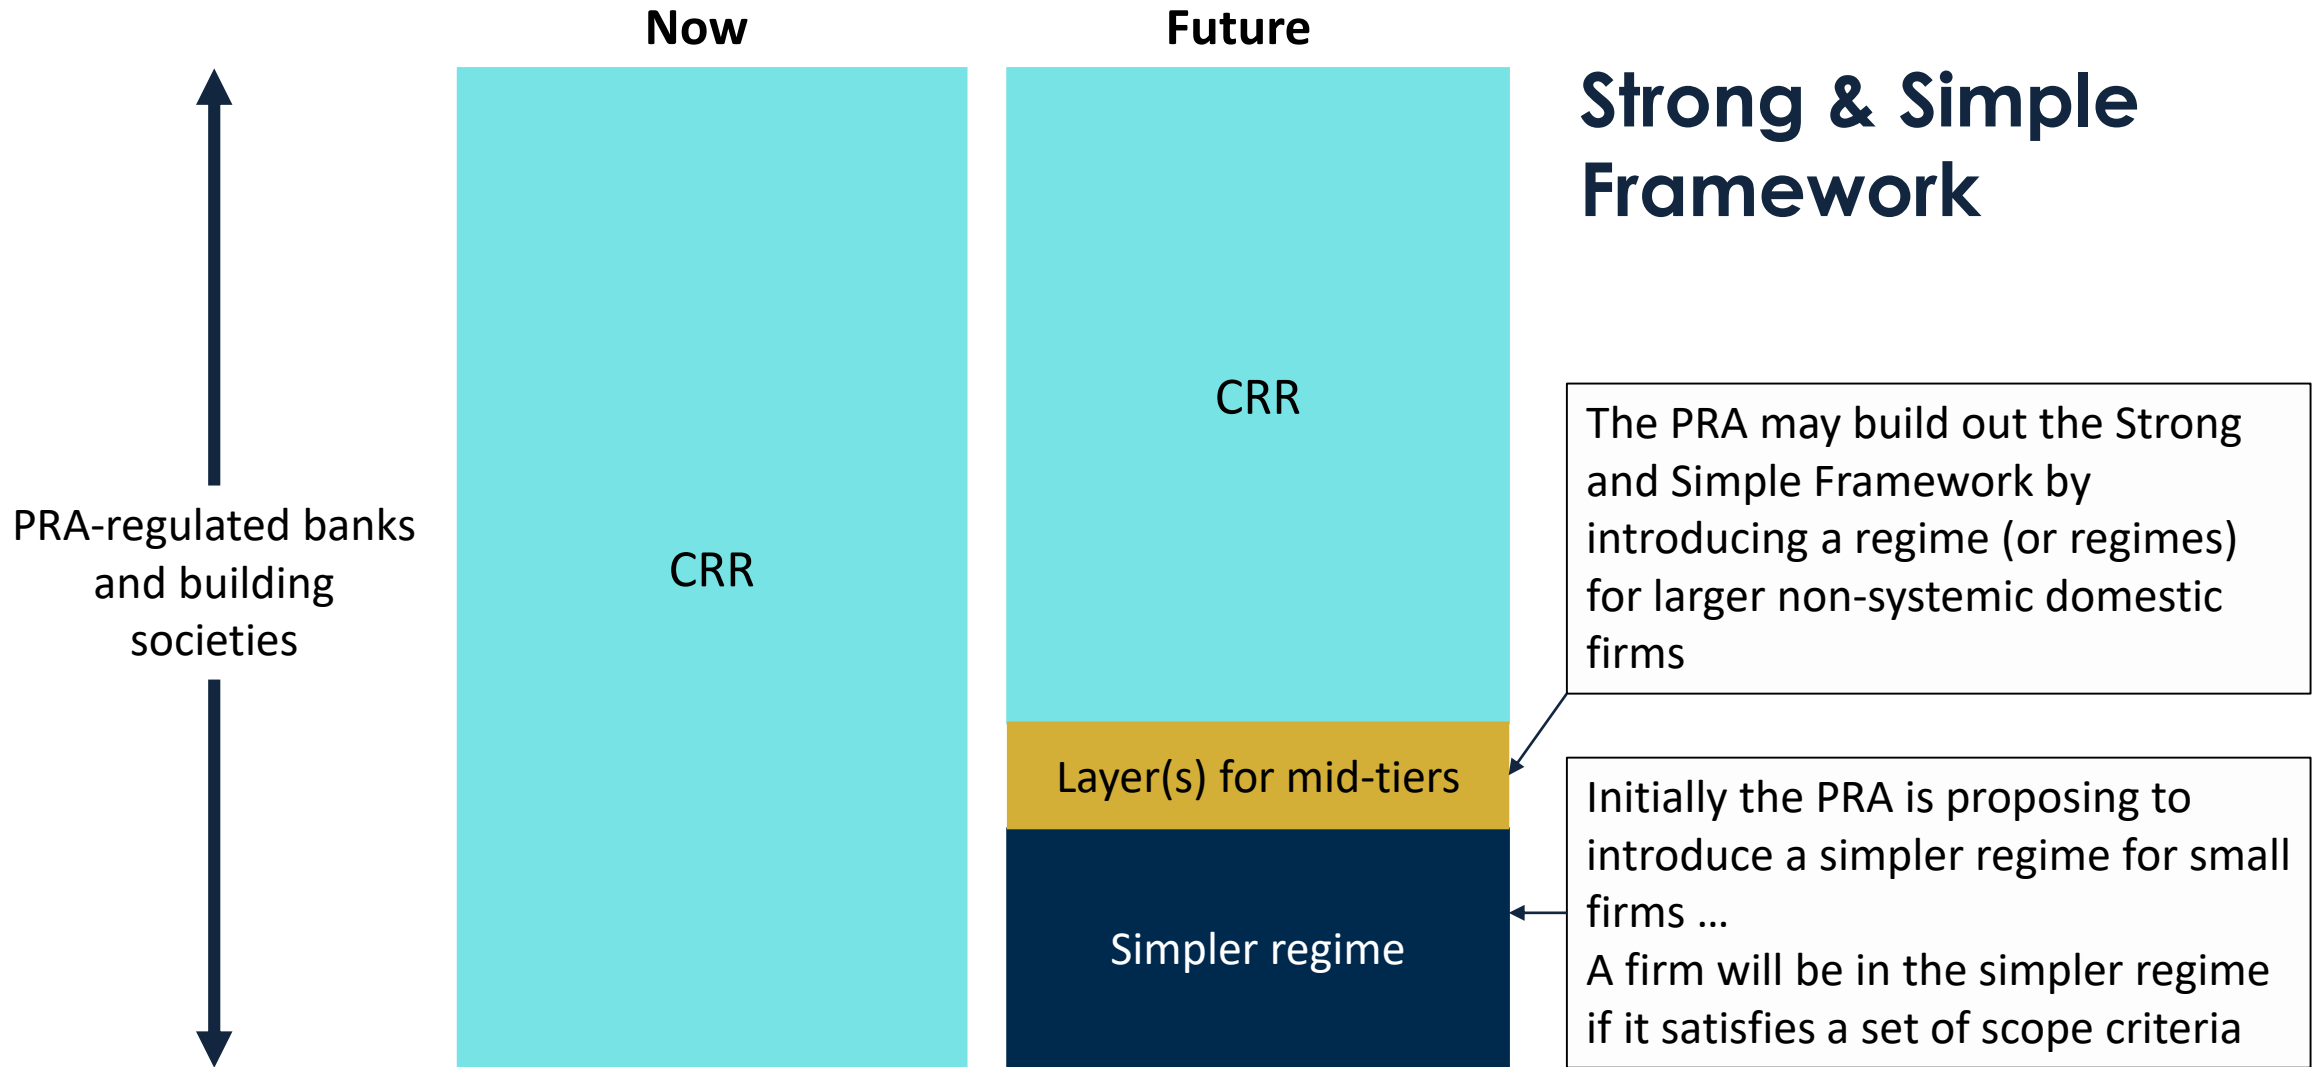 Now
Future
Strong & Simple
Framework
PRA-regulated banks
and building
societies
CRR
CRR
Layer(s) for mid-tiers
Simpler regime
The PRA may build out the Strong
and Simple Framework by
introducing a regime (or regimes)
for larger non-systemic domestic
firms
Initially the PRA is proposing to
introduce a simpler regime for small
firms ...
A firm will be in the simpler regime
if it satisfies a set of scope criteria